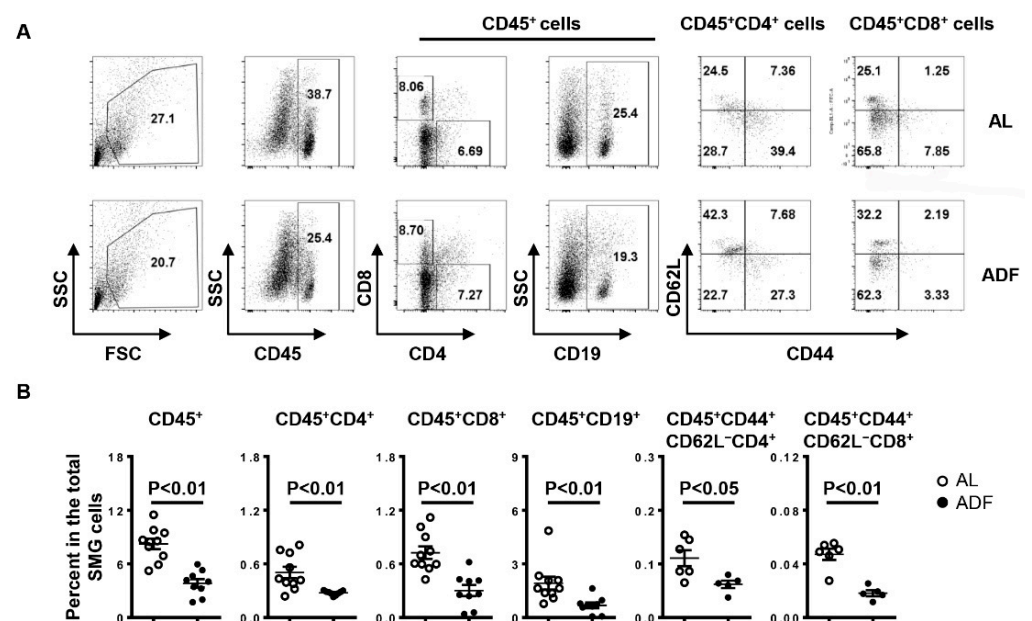 A
CD45⁺ cells
CD45⁺CD4⁺ cells
CD45⁺CD8⁺ cells
27.1
38.7
8.06
6.69
25.4
24.5
7.36
28.7
39.4
25.1
1.25
65.8
7.85
AL
20.7
25.4
8.70
7.27
19.3
42.3
7.68
22.7
27.3
32.2
2.19
62.3
3.33
ADF
SSC
FSC
SSC
CD45
CD8
CD4
SSC
CD19
CD62L
CD44
B
Percent in the total
SMG cells
CD45⁺
18
12
6
0
P<0.01
CD45⁺CD4⁺
1.8
1.2
0.6
0.0
P<0.01
CD45⁺CD8⁺
1.8
1.2
0.6
0.0
P<0.01
CD45⁺CD19⁺
9
6
3
0
P<0.01
CD45⁺CD44⁺
CD62L⁻CD4⁺
0.3
0.2
0.1
0.0
P<0.05
CD45⁺CD44⁺
CD62L⁻CD8⁺
0.12
0.08
0.04
0.00
P<0.01
AL
ADF